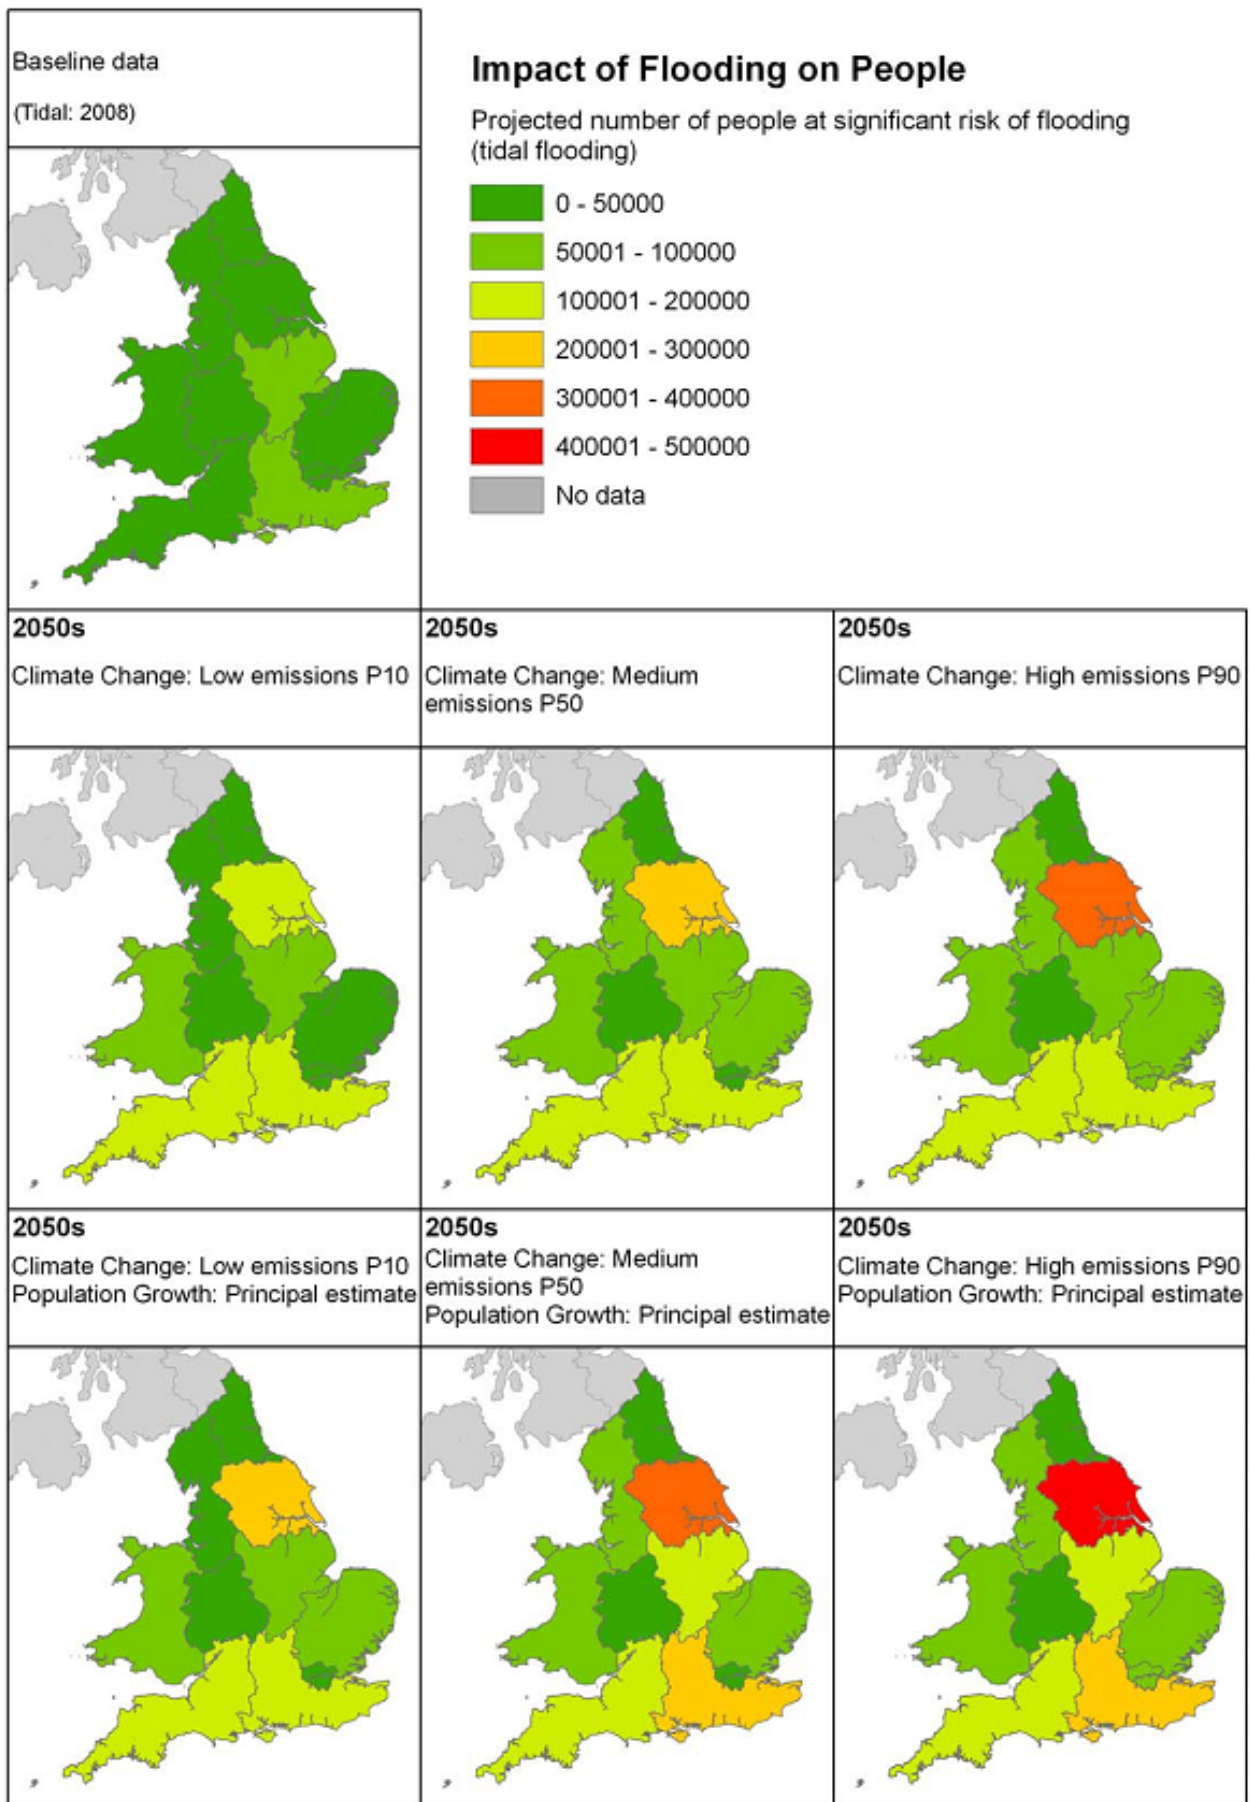 Baseline data
(Tidal: 2008)
Impact of Flooding on People
Projected number of people at significant risk of flooding
(tidal flooding)
0 - 50000
50001 - 100000
100001 - 200000
200001 - 300000
300001 - 400000
400001 - 500000
No data
2050s
Climate Change: Low emissions P10
2050s
Climate Change: Medium
emissions P50
2050s
Climate Change: High emissions P90
2050s
Climate Change: Low emissions P10
Population Growth: Principal estimate
2050s
Climate Change: Medium
emissions P50
Population Growth: Principal estimate
2050s
Climate Change: High emissions P90
Population Growth: Principal estimate